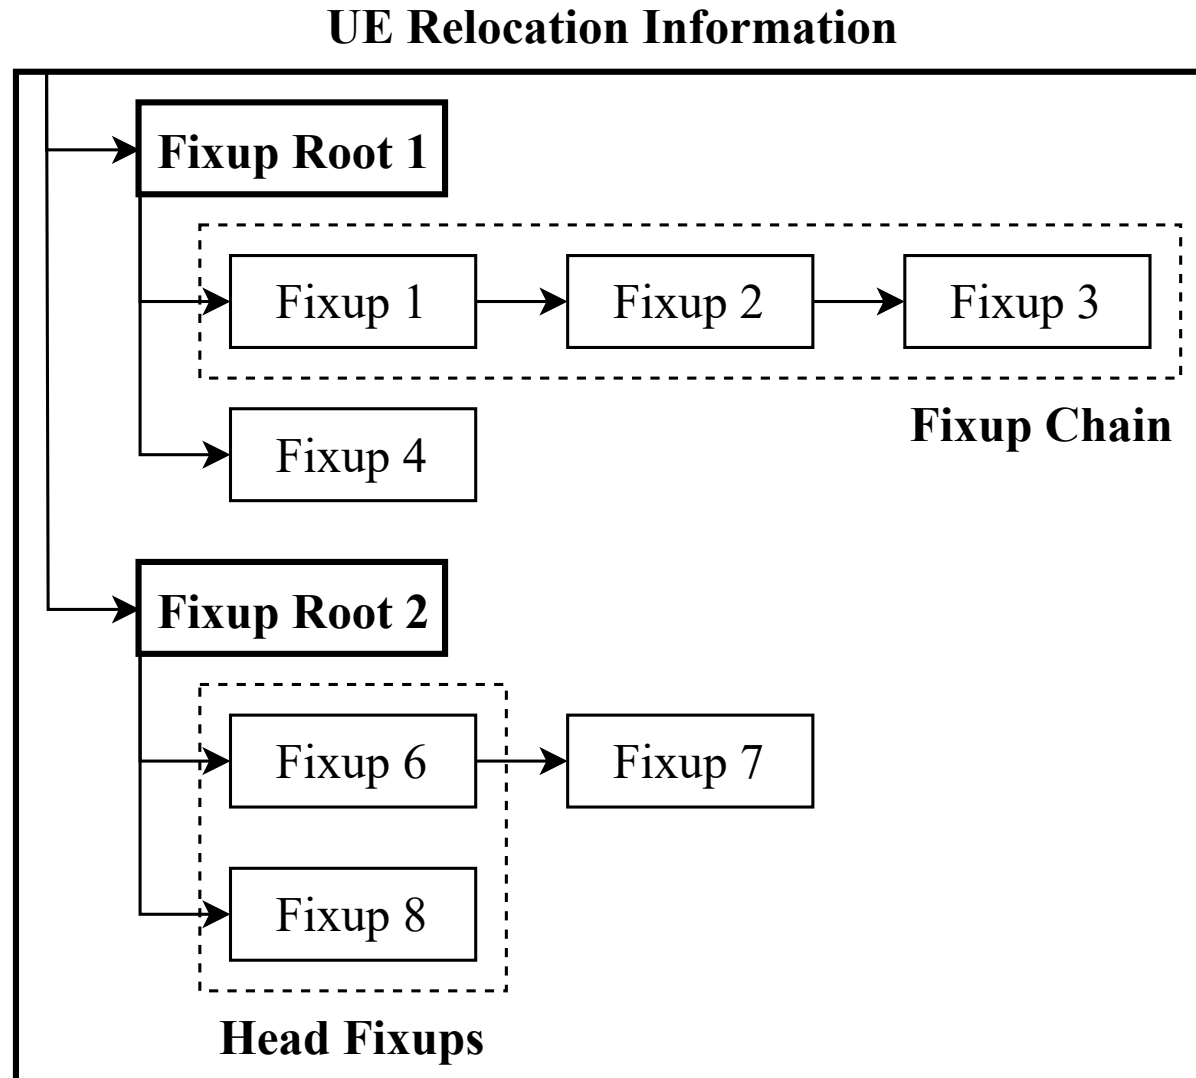 UE Relocation Information
Fixup Root 1
Fixup 1
Fixup 2
Fixup 3
Fixup Chain
Fixup 4
Fixup Root 2
Fixup 6
Fixup 7
Fixup 8
Head Fixups